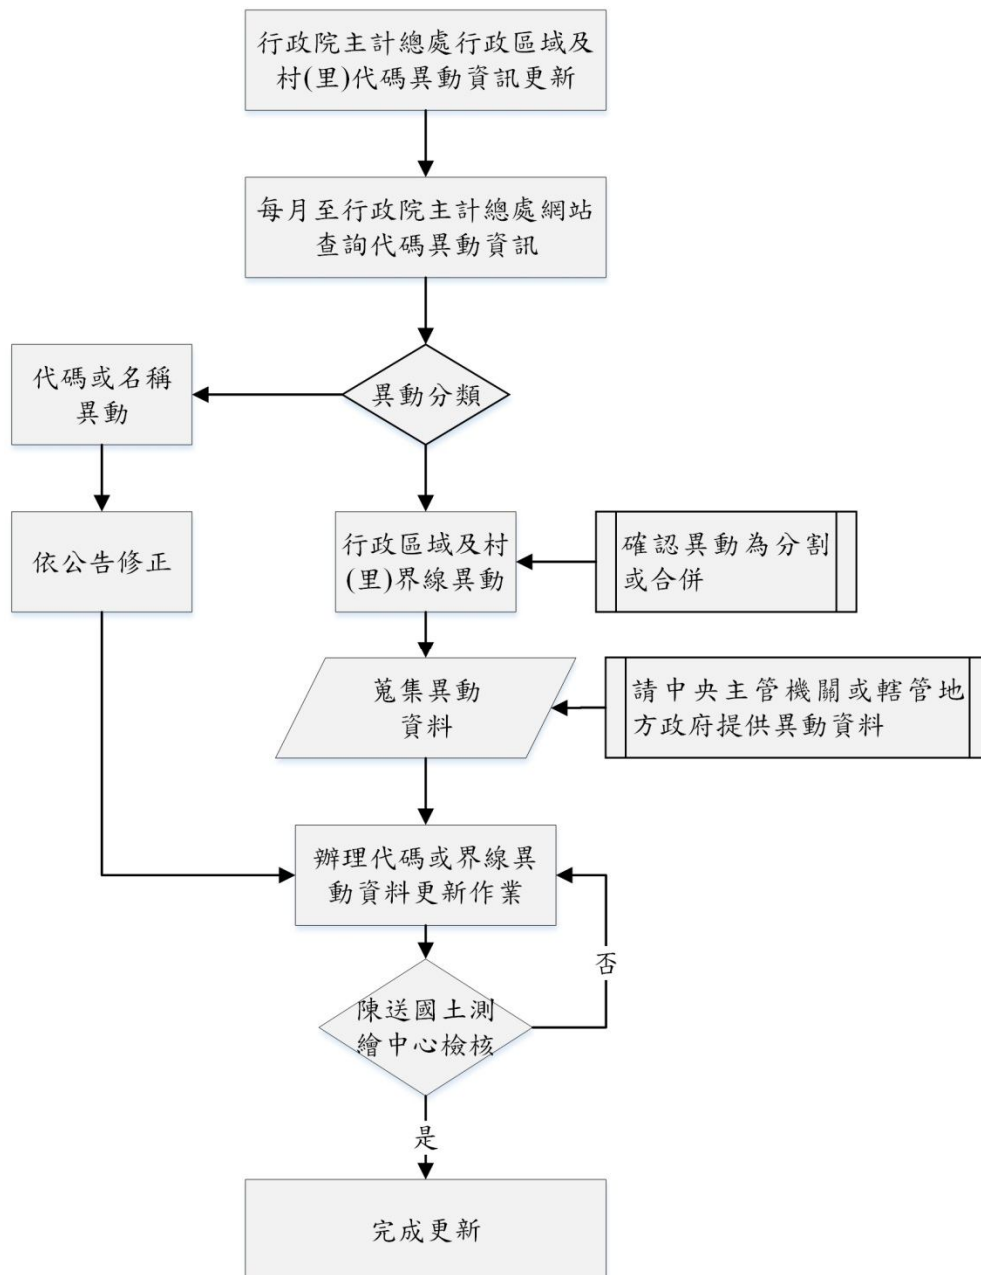 行政院主計總處行政區域及
村(里)代碼異動資訊更新
每月至行政院主計總處網站
查詢代碼異動資訊
異動分類
代碼或名稱
異動
依公告修正
行政區域及村
(里)界線異動
確認異動為分割
或合併
蒐集異動
資料
請中央主管機關或轄管地
方政府提供異動資料
辦理代碼或界線異
動資料更新作業
否
陳送國土測
繪中心檢核
是
完成更新